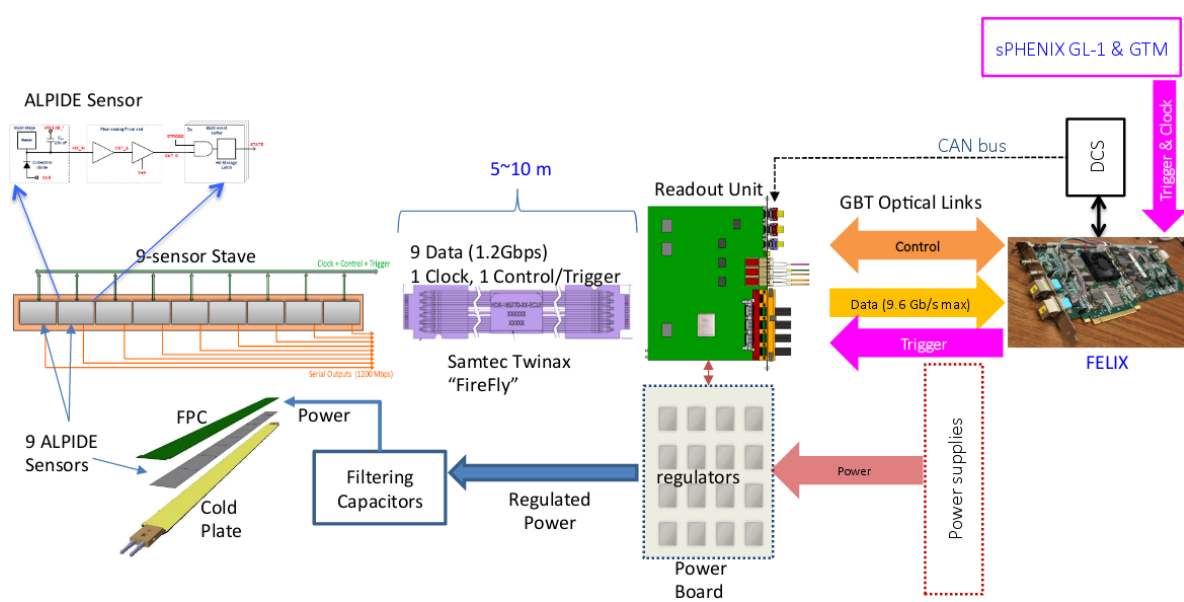 sPHENIX GL-1 & GTM
Trigger & Clock
ALPIDE Sensor
CAN bus
DCS
5~10 m
Readout Unit
GBT Optical Links
Control
Data (9.6 Gb/s max)
Trigger
FELIX
9 Data (1.2Gbps)
1 Clock, 1 Control/Trigger
Samtec Twinax
“FireFly”
9-sensor Stave
Clock + Control + Trigger
Serial Outputs (1200 Mbps)
FPC
Power
9 ALPIDE
Sensors
Cold
Plate
Filtering
Capacitors
Regulated
Power
regulators
Power
Board
Power
Power supplies